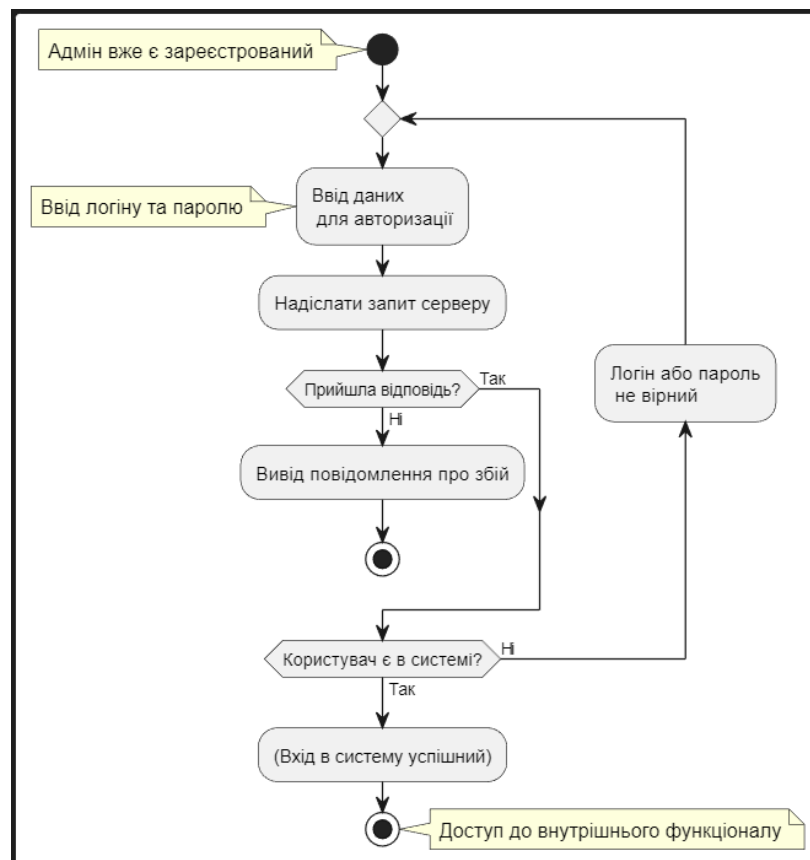 Адмін вже є зареєстрований
Ввід логіну та паролю
Ввід даних
для авторизації
Надіслати запит серверу
Прийшла відповідь?
Так
Ні
Логін або пароль
не вірний
Вивід повідомлення про збій
Користувач є в системі?
Ні
Так
(Вхід в систему успішний)
Доступ до внутрішнього функціоналу